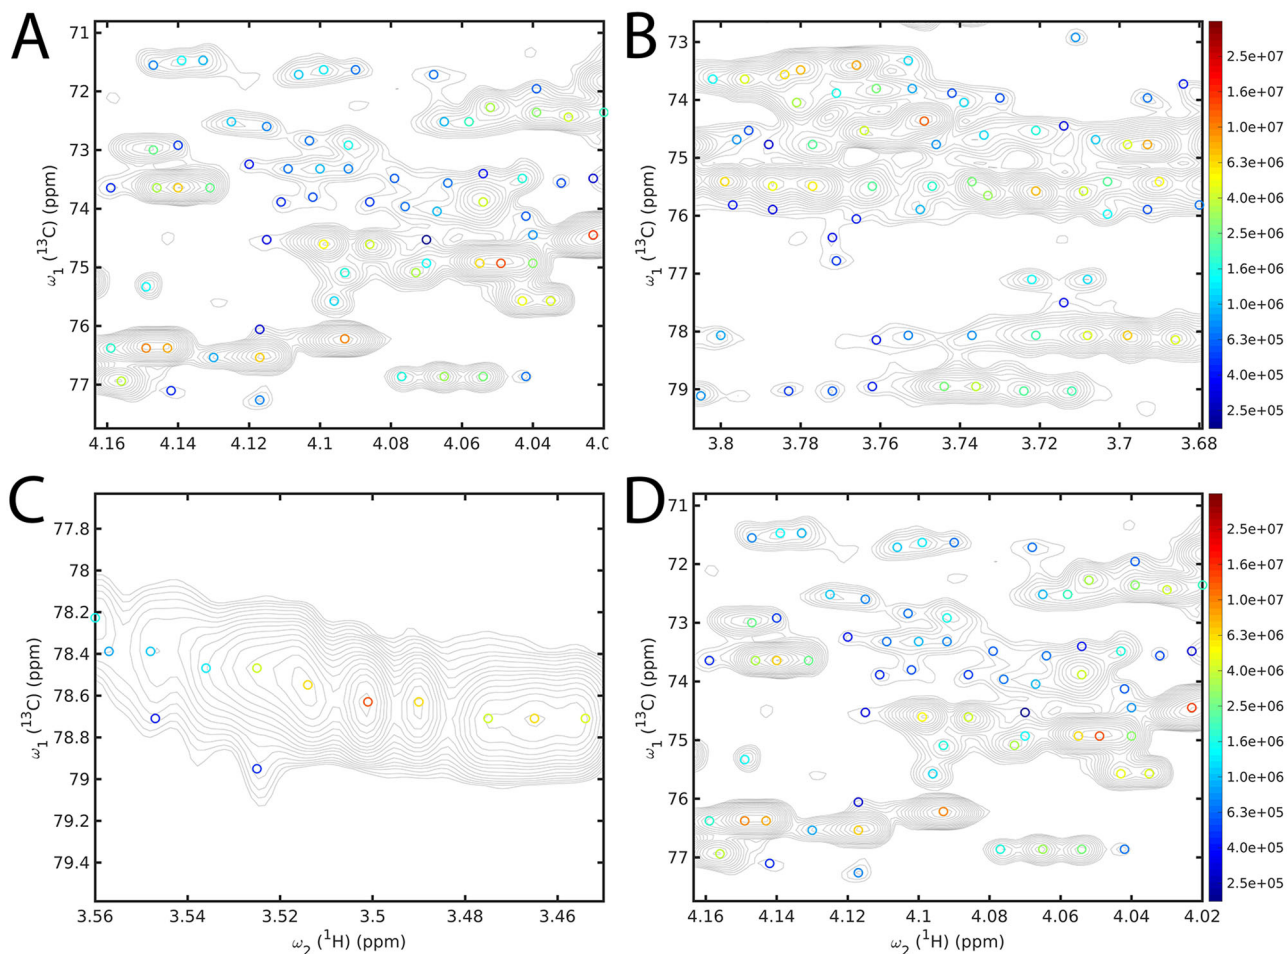 A
71
72
73
74
75
76
77
ω1 (13C) (ppm)
4.16 4.14 4.12 4.1 4.08 4.06 4.04 4.0
B
73
74
75
76
77
78
79
ω1 (13C) (ppm)
3.8 3.78 3.76 3.74 3.72 3.7 3.68
2.5e+07
1.6e+07
1.0e+07
6.3e+06
4.0e+06
2.5e+06
1.6e+06
1.0e+06
6.3e+05
4.0e+05
2.5e+05
C
77.8
78
78.2
78.4
78.6
78.8
79
79.2
79.4
ω1 (13C) (ppm)
3.56 3.54 3.52 3.5 3.48 3.46
ω2 (1H) (ppm)
D
71
72
73
74
75
76
77
ω1 (13C) (ppm)
4.16 4.14 4.12 4.1 4.08 4.06 4.04 4.02
ω2 (1H) (ppm)
2.5e+07
1.6e+07
1.0e+07
6.3e+06
4.0e+06
2.5e+06
1.6e+06
1.0e+06
6.3e+05
4.0e+05
2.5e+05